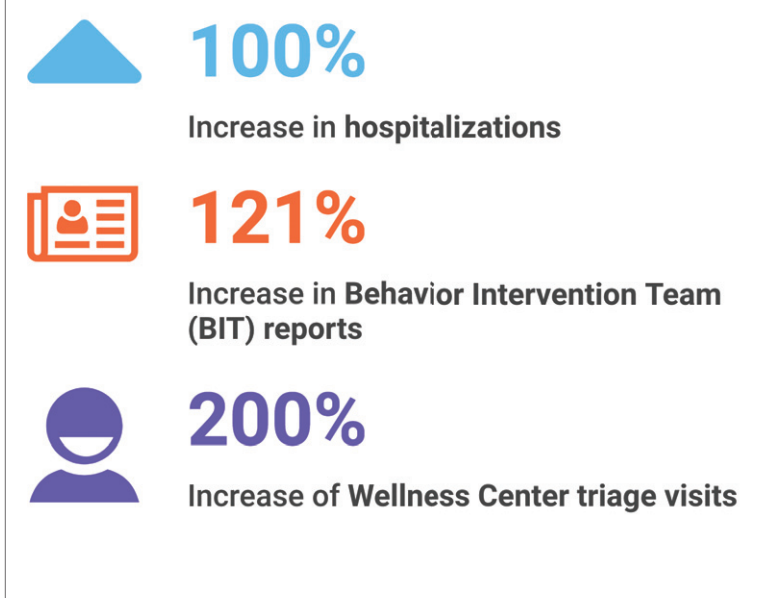 100%
Increase in hospitalizations
121%
Increase in Behavior Intervention Team
(BIT) reports
200%
Increase of Wellness Center triage visits